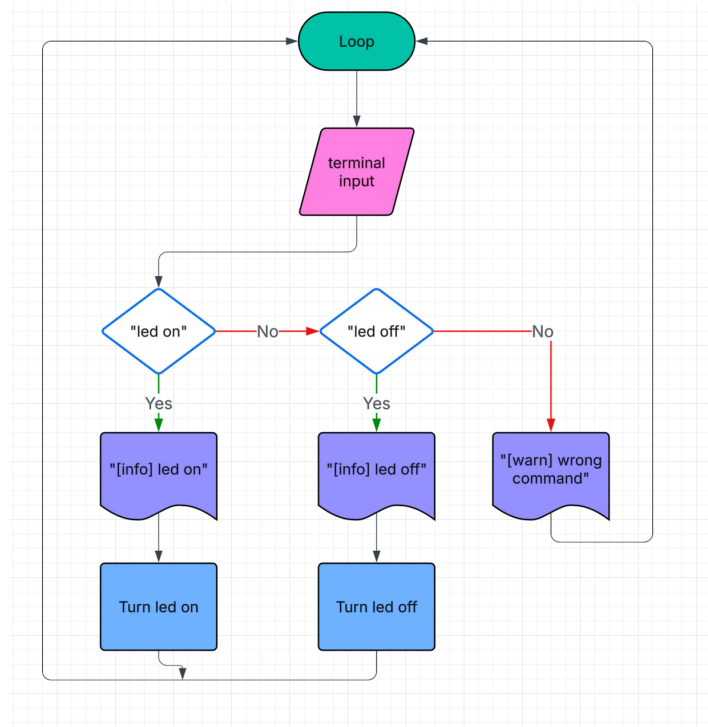 Loop
terminal
input
"led on"
No
"led off"
No
Yes
Yes
"[info] led on"
"[info] led off"
"[warn] wrong
command"
Turn led on
Turn led off